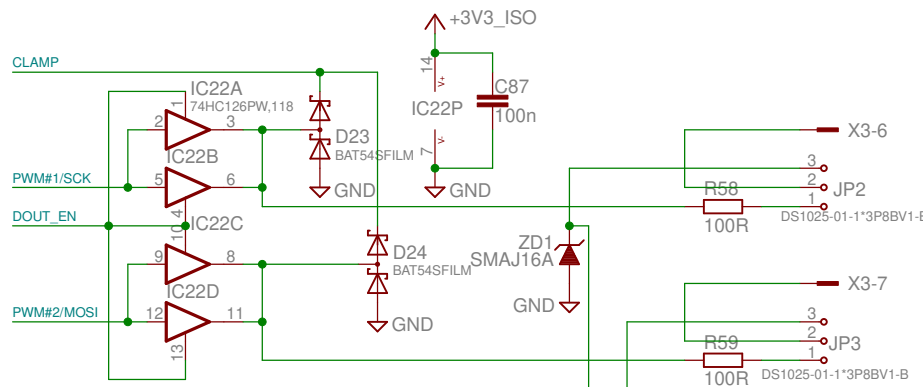 +3V3_ISO
CLAMP
14
V+
IC22A
74HC126PW,118
1
2
3
IC22P
C87
100n
D23
BAT54SFILM
IC22B
7
V-
X3-6
3
PWM#1/SCK
5
6
GND
GND
2
JP2
R58
1
DS1025-01-1*3P8BV1-B
100R
DOUT_EN
4
10
IC22C
ZD1
SMAJ16A
D24
BAT54SFILM
9
8
IC22D
X3-7
GND
PWM#2/MOSI
12
11
GND
3
2
JP3
R59
1
13
DS1025-01-1*3P8BV1-B
100R